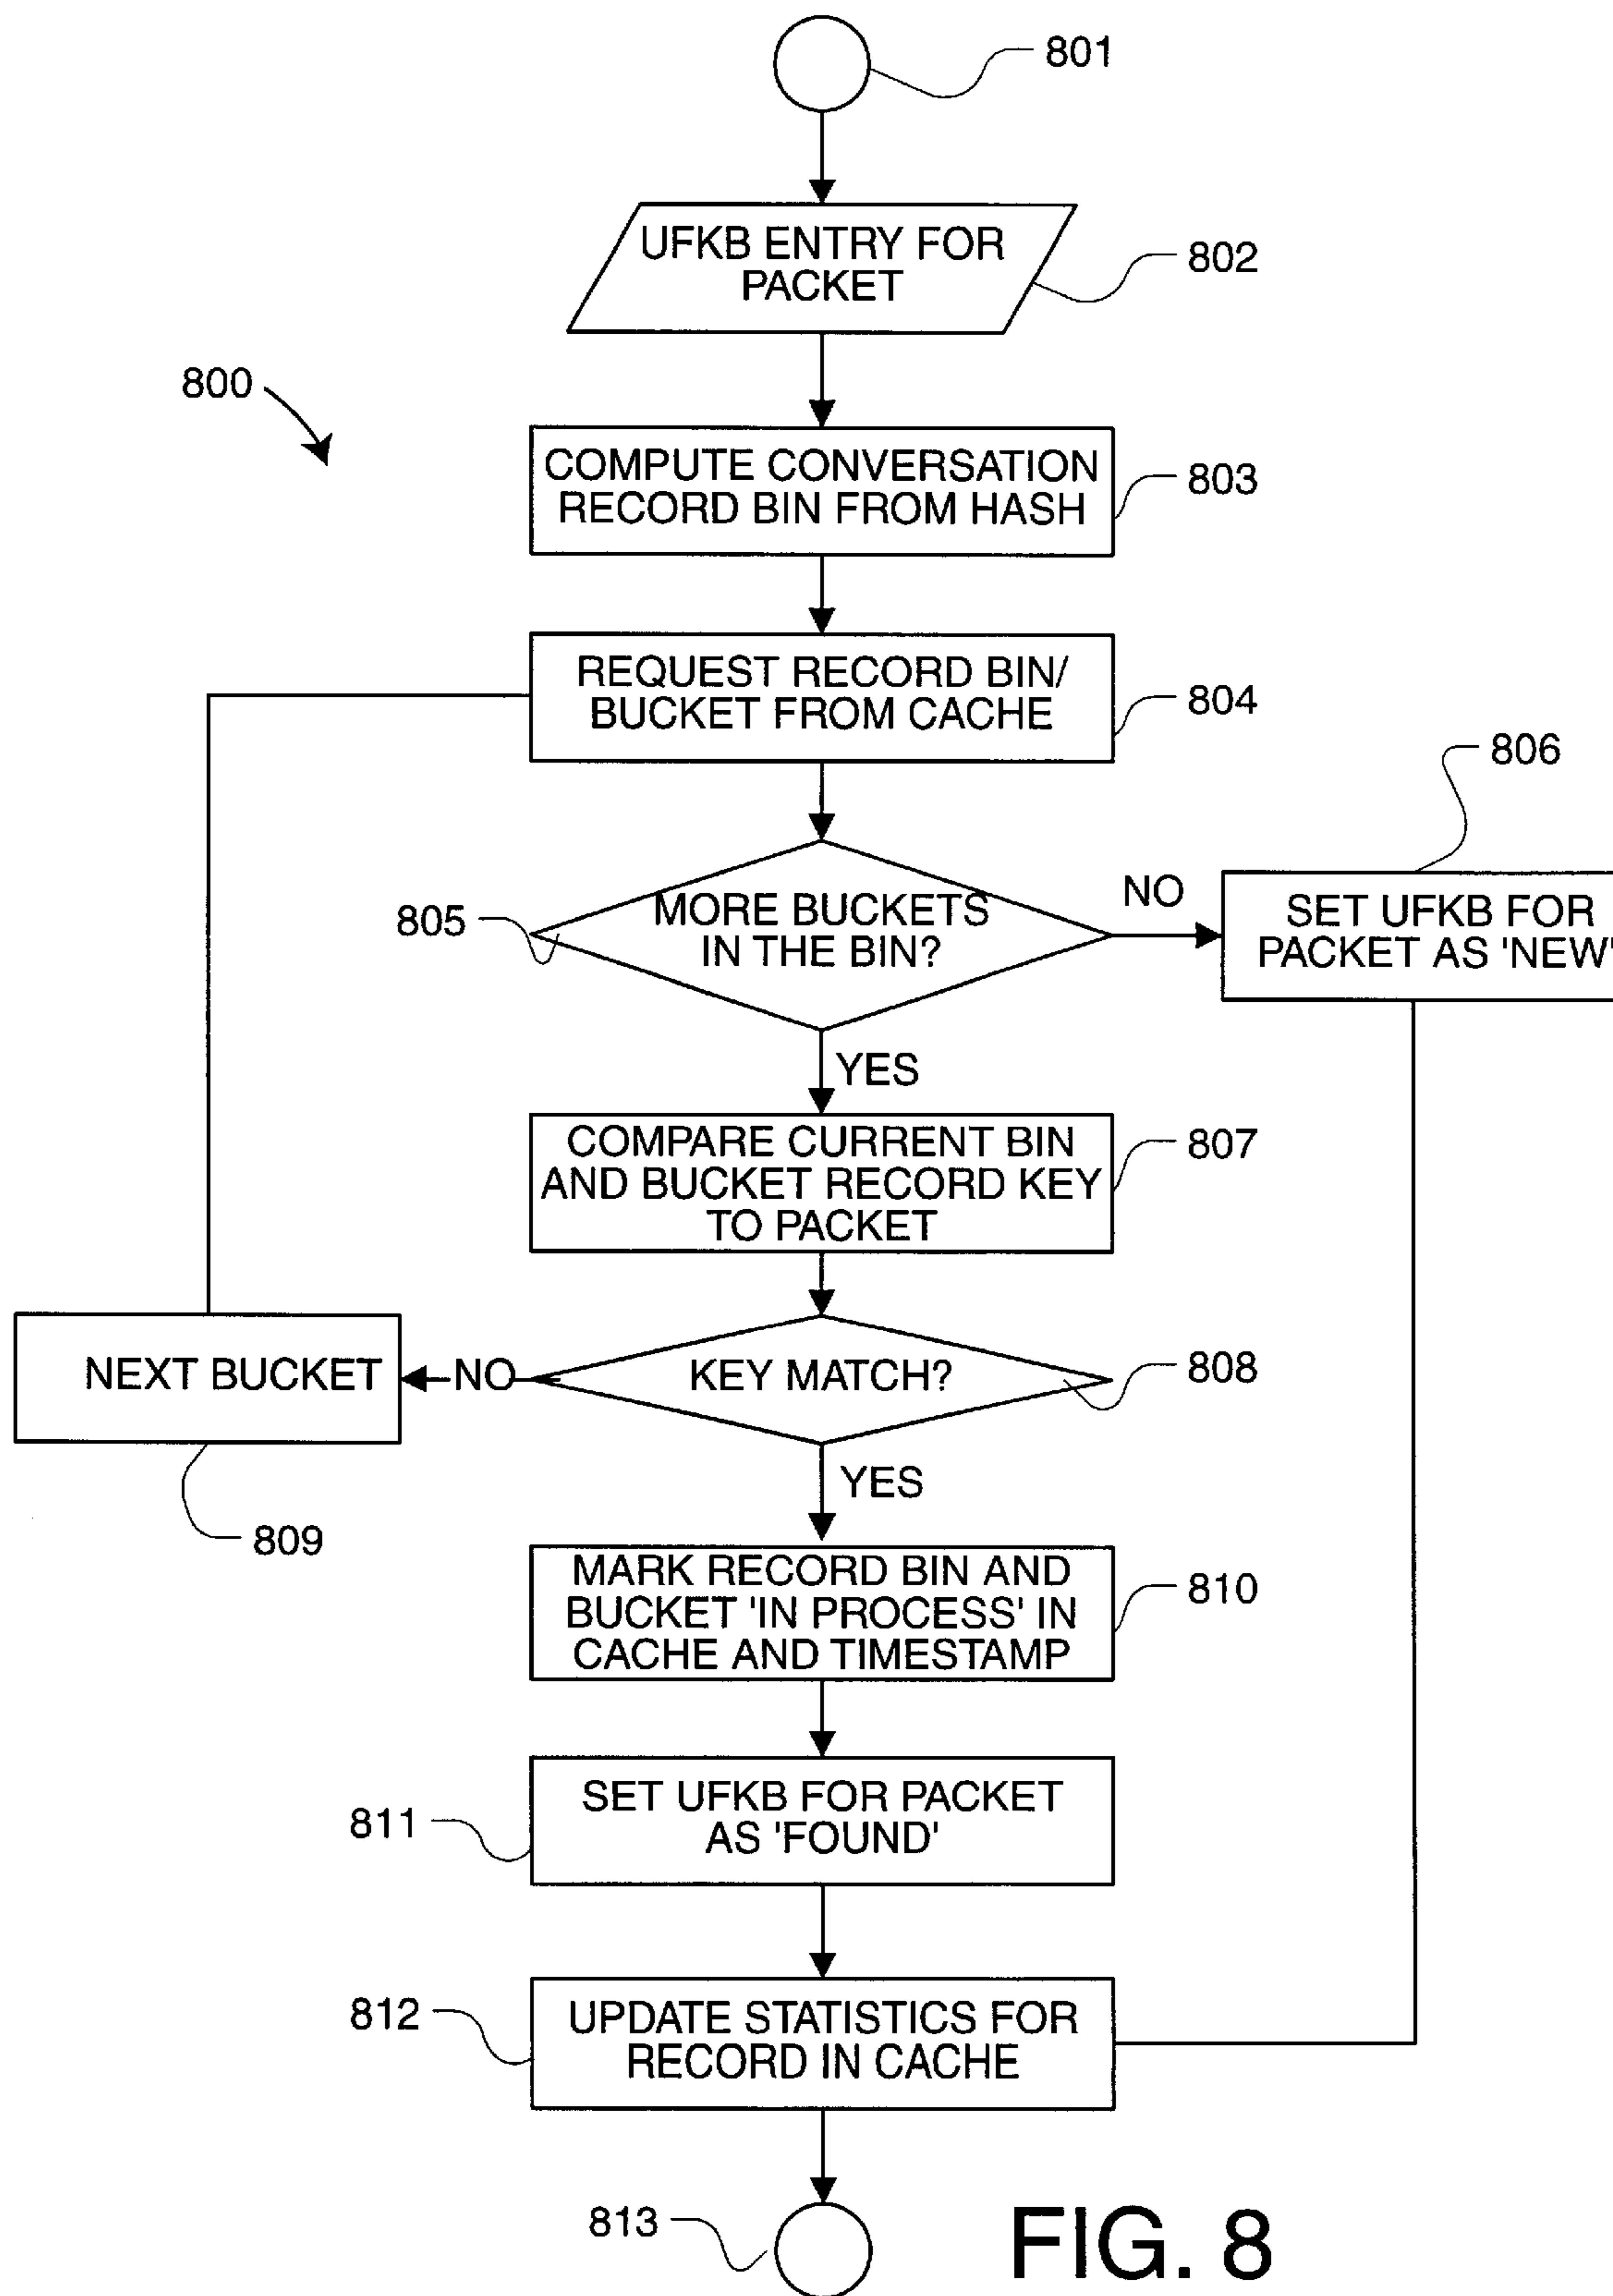 801
UFKB ENTRY FOR
PACKET
802
800
COMPUTE CONVERSATION
RECORD BIN FROM HASH
803
REQUEST RECORD BIN/
BUCKET FROM CACHE
804
806
805
MORE BUCKETS
IN THE BIN?
NO
SET UFKB FOR
PACKET AS 'NEW'
YES
COMPARE CURRENT BIN
AND BUCKET RECORD KEY
TO PACKET
807
NEXT BUCKET
NO
KEY MATCH?
808
YES
809
MARK RECORD BIN AND
BUCKET 'IN PROCESS' IN
CACHE AND TIMESTAMP
810
SET UFKB FOR PACKET
AS 'FOUND'
811
812
UPDATE STATISTICS FOR
RECORD IN CACHE
813
FIG. 8